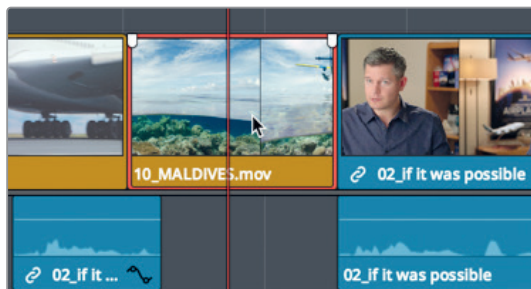 10_MALDIVES.mov
02_if it was possible
02_if it ...
02_if it was possible